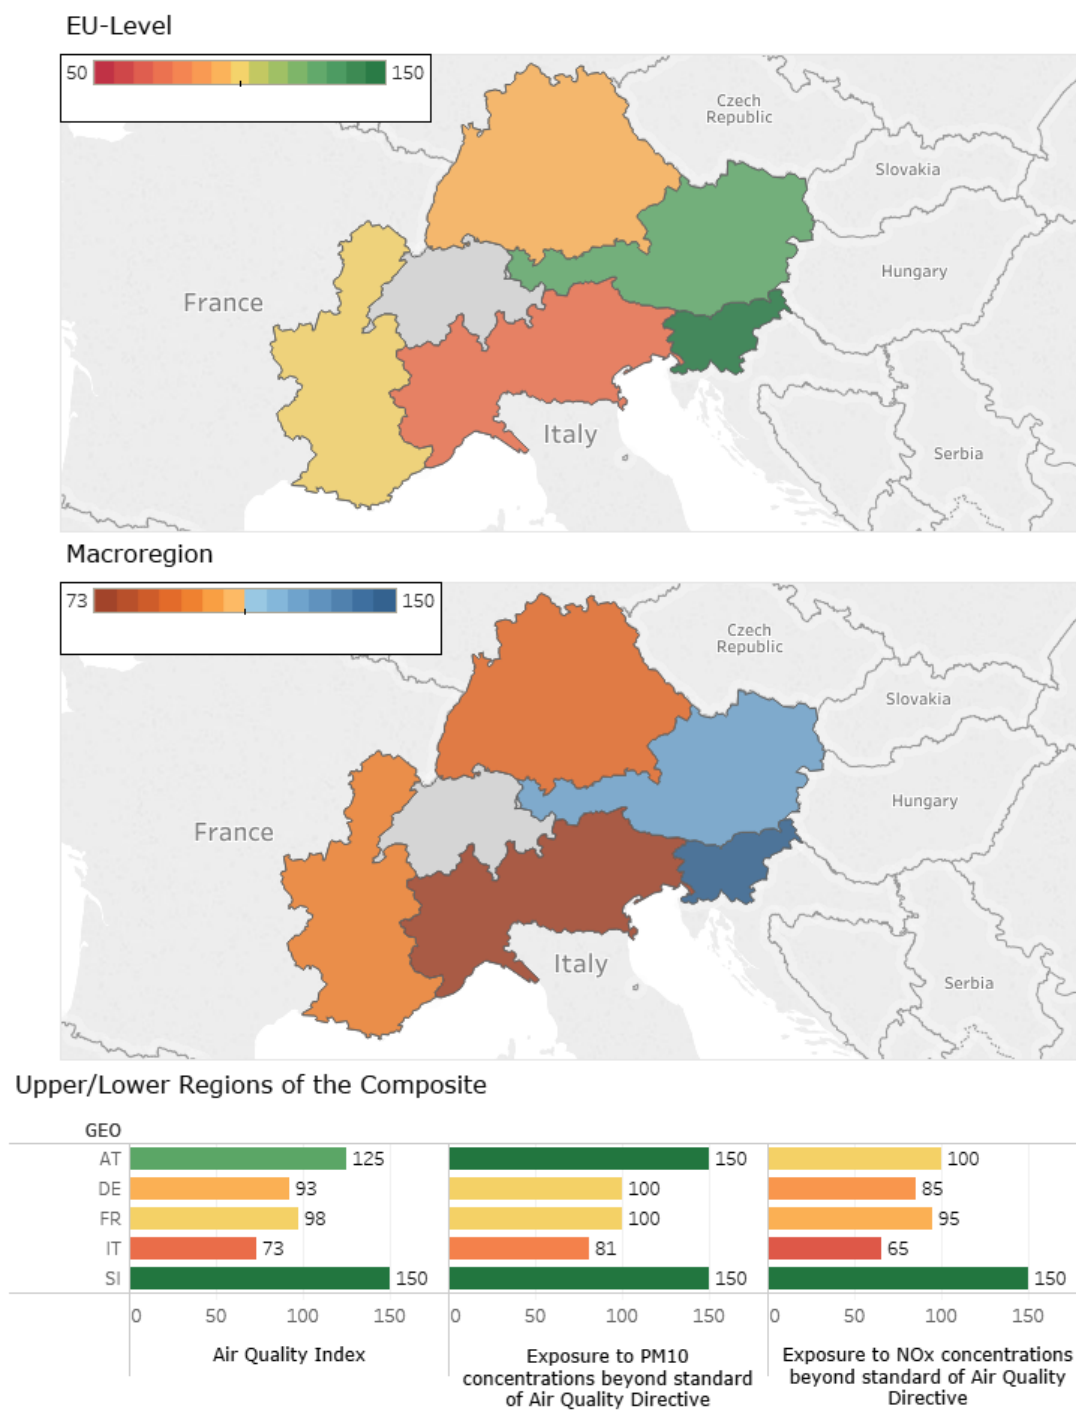 EU-Level
50 150
Czech
Republic
Slovakia
Hungary
France
Italy
Serbia
Macroregion
73 150
Czech
Republic
Slovakia
Hungary
France
Italy
Serbia
Upper/Lower Regions of the Composite
GEO
AT 125 150 100
DE 93 100 85
FR 98 100 95
IT 73 81 65
SI 150 150 150
0 50 100 150 0 50 100 150 0 50 100 150
Air Quality Index
Exposure to PM10
concentrations beyond standard
of Air Quality Directive
Exposure to NOx concentrations
beyond standard of Air Quality
Directive